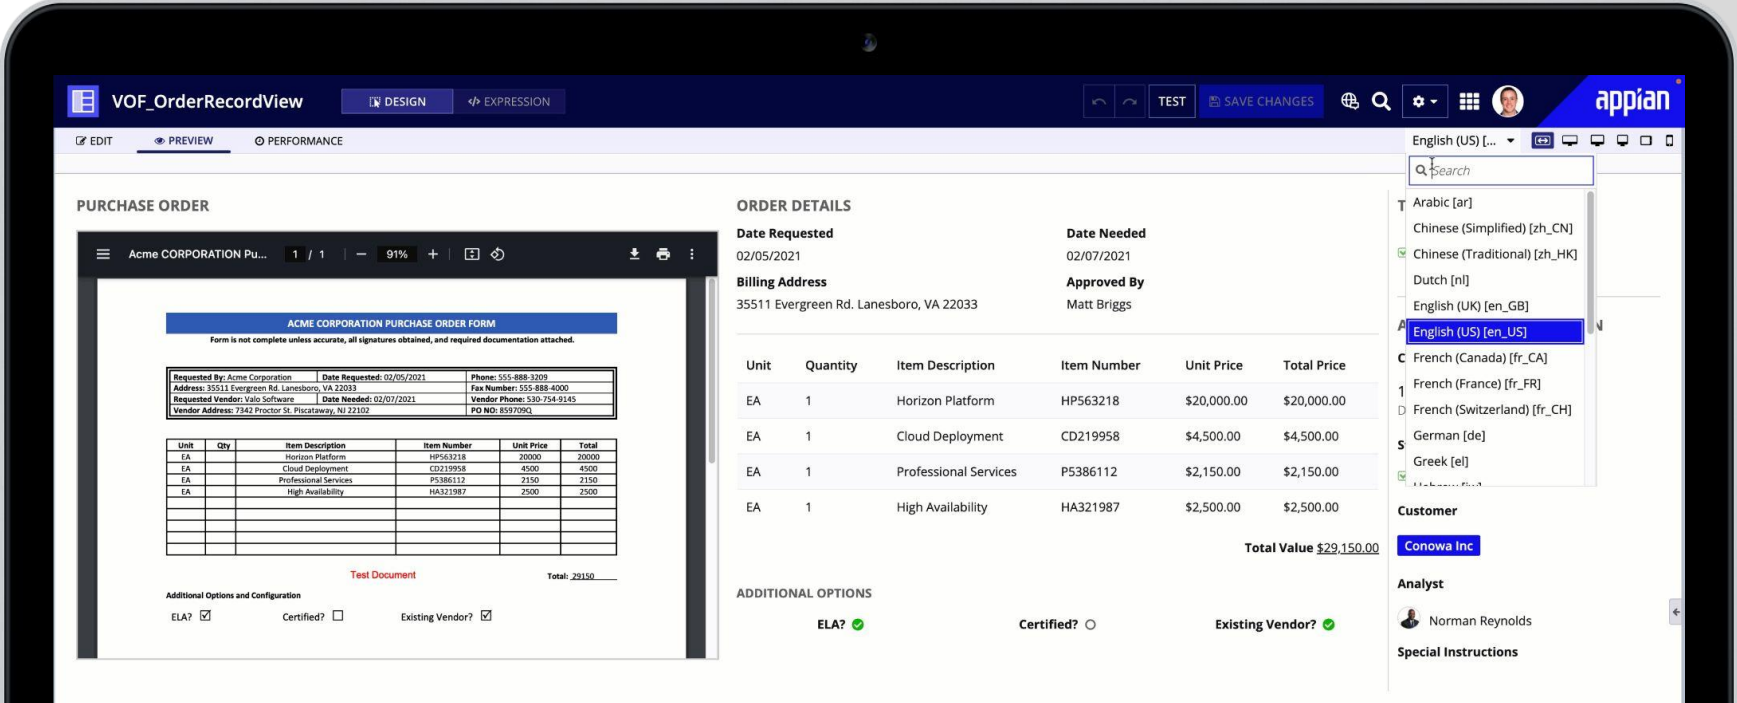 VOF_OrderRecordView
DESIGN
</> EXPRESSION
TEST
SAVE CHANGES
appian
EDIT
PREVIEW
PERFORMANCE
English (US) [...
Search
Arabic [ar]
Chinese (Simplified) [zh_CN]
Chinese (Traditional) [zh_HK]
Dutch [nl]
English (UK) [en_GB]
English (US) [en_US]
French (Canada) [fr_CA]
French (France) [fr_FR]
French (Switzerland) [fr_CH]
German [de]
Greek [el]
PURCHASE ORDER
Acme CORPORATION Pu...
1 / 1
91%
ACME CORPORATION PURCHASE ORDER FORM
Form is not complete unless accurate, all signatures obtained, and required documentation attached.
Requested By: Acme Corporation Date Requested: 02/05/2021 Phone: 555-888-3209
Address: 35511 Evergreen Rd. Lanesboro, VA 22033 Fax Number: 555-888-4000
Requested Vendor: Valo Software Date Needed: 02/07/2021 Vendor Phone: 530-754-9145
Vendor Address: 7342 Proctor St. Piscataway, NJ 22102 PO NO: 859709Q
Unit Qty Item Description Item Number Unit Price Total
EA Horizon Platform HP563218 20000 20000
EA Cloud Deployment CD219958 4500 4500
EA Professional Services P5386112 2150 2150
EA High Availability HA321987 2500 2500
Test Document
Total: 29150
Additional Options and Configuration
ELA? Certified? Existing Vendor?
ORDER DETAILS
Date Requested Date Needed
02/05/2021 02/07/2021
Billing Address Approved By
35511 Evergreen Rd. Lanesboro, VA 22033 Matt Briggs
Unit Quantity Item Description Item Number Unit Price Total Price
EA 1 Horizon Platform HP563218 $20,000.00 $20,000.00
EA 1 Cloud Deployment CD219958 $4,500.00 $4,500.00
EA 1 Professional Services P5386112 $2,150.00 $2,150.00
EA 1 High Availability HA321987 $2,500.00 $2,500.00
Total Value $29,150.00
ADDITIONAL OPTIONS
ELA? Certified? Existing Vendor?
Customer
Conowa Inc
Analyst
Norman Reynolds
Special Instructions